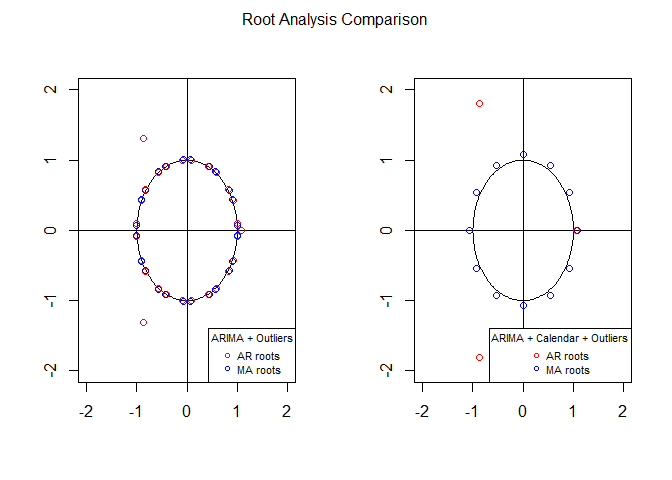 Root Analysis Comparison
2
1
0
-1
-2
-2
-1
0
1
2
ARIMA + Outliers
AR roots
MA roots
2
1
0
-1
-2
-2
-1
0
1
2
ARIMA + Calendar + Outliers
AR roots
MA roots